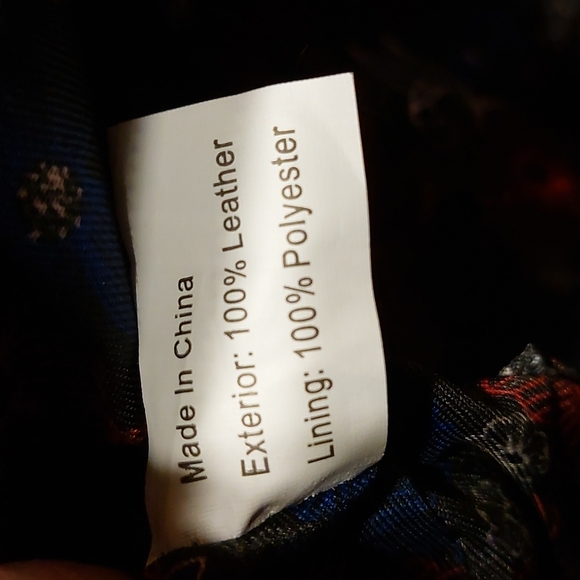 Made In China
Exterior: 100% Leather
Lining: 100% Polyester